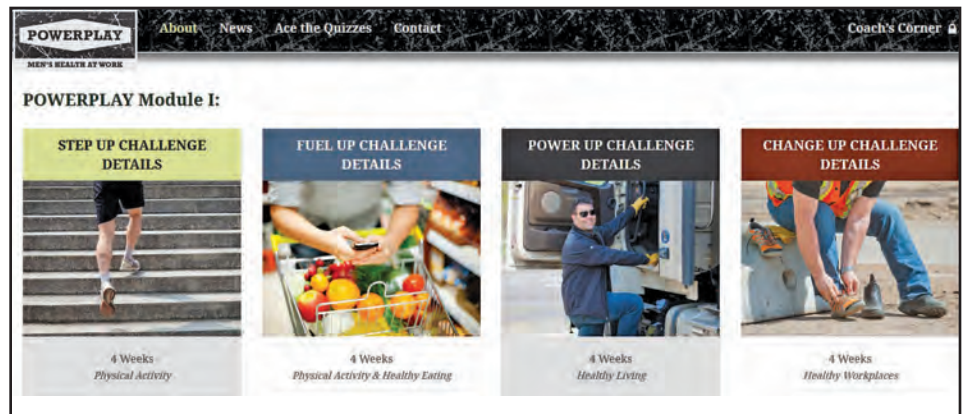 POWERPLAY
MEN'S HEALTH AT WORK
About News Ace the Quizzes Contact Coach's Corner
POWERPLAY Module I:
STEP UP CHALLENGE
DETAILS
4 Weeks
Physical Activity
FUEL UP CHALLENGE
DETAILS
4 Weeks
Physical Activity & Healthy Eating
POWER UP CHALLENGE
DETAILS
4 Weeks
Healthy Living
CHANGE UP CHALLENGE
DETAILS
4 Weeks
Healthy Workplaces